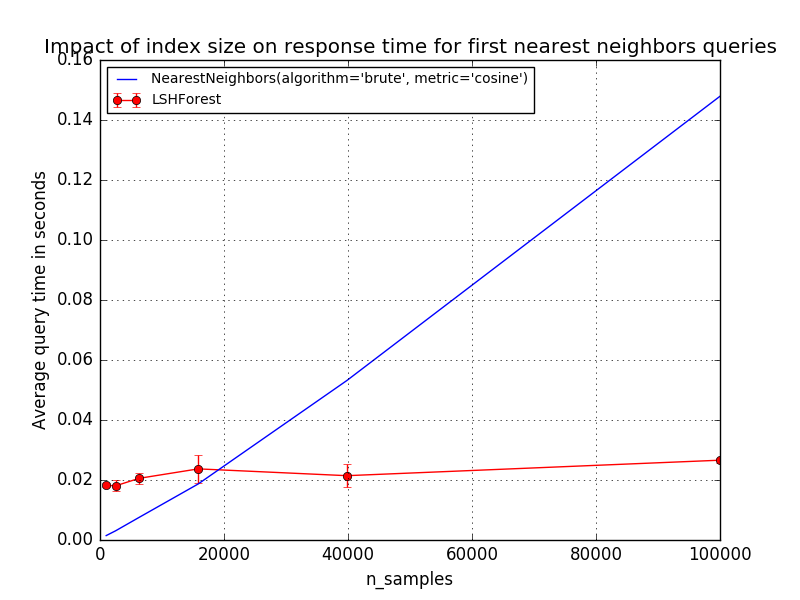 Impact of index size on response time for first nearest neighbors queries
NearestNeighbors(algorithm='brute', metric='cosine')
LSHForest
Average query time in seconds
0.16
0.14
0.12
0.10
0.08
0.06
0.04
0.02
0.00
0 20000 40000 60000 80000 100000
n_samples